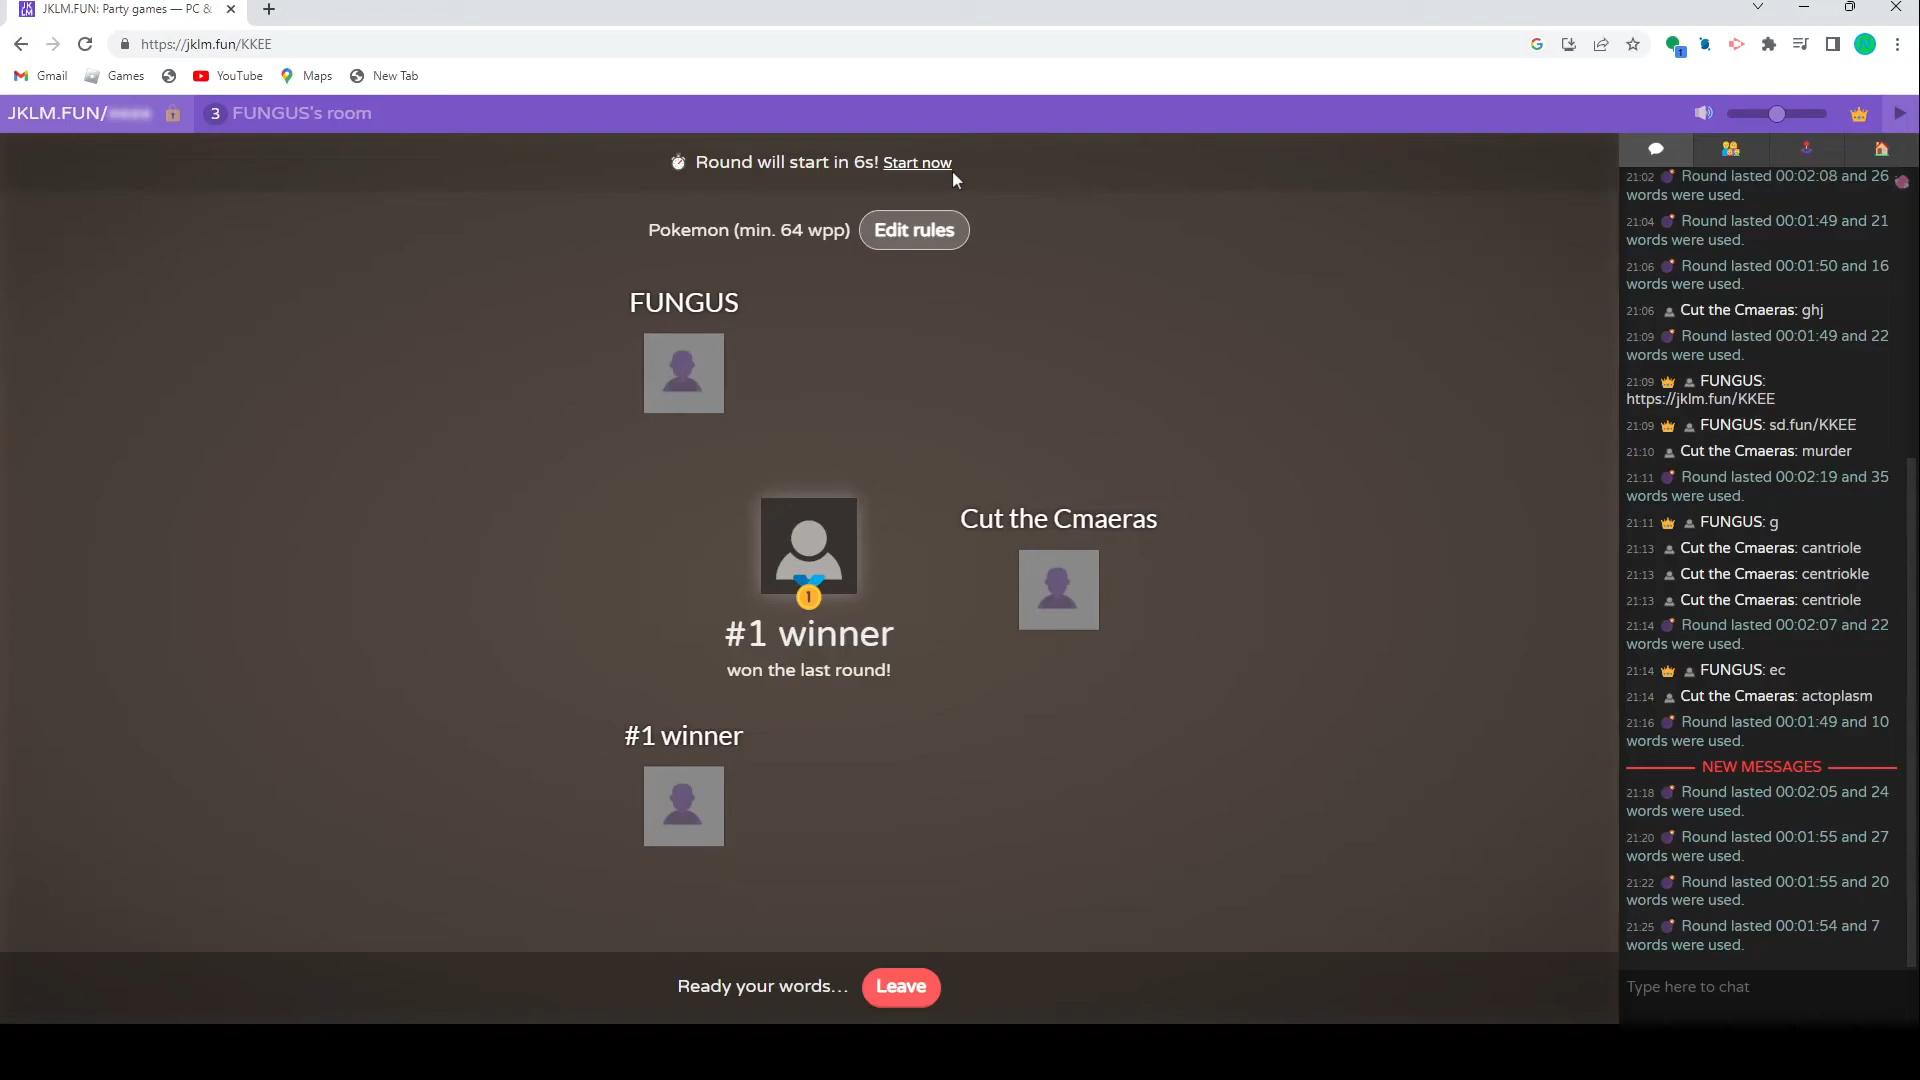 JKLM.FUN: Party games — PC &
https://jklm.fun/KKEE
1
Gmail
Games
YouTube
Maps
New Tab
JKLM.FUN/
3 FUNGUS's room
Round will start in 6s! Start now
Pokemon (min. 64 wpp) Edit rules
FUNGUS
Cut the Cmaeras
1
#1 winner
won the last round!
#1 winner
Ready your words… Leave
21:02 Round lasted 00:02:08 and 26
words were used.
21:04 Round lasted 00:01:49 and 21
words were used.
21:06 Round lasted 00:01:50 and 16
words were used.
21:06 Cut the Cmaeras: ghj
21:09 Round lasted 00:01:49 and 22
words were used.
21:09 FUNGUS:
https://jklm.fun/KKEE
21:09 FUNGUS: sd.fun/KKEE
21:10 Cut the Cmaeras: murder
21:11 Round lasted 00:02:19 and 35
words were used.
21:11 FUNGUS: g
21:13 Cut the Cmaeras: cantriole
21:13 Cut the Cmaeras: centriokle
21:13 Cut the Cmaeras: centriole
21:14 Round lasted 00:02:07 and 22
words were used.
21:14 FUNGUS: ec
21:14 Cut the Cmaeras: actoplasm
21:16 Round lasted 00:01:49 and 10
words were used.
NEW MESSAGES
21:18 Round lasted 00:02:05 and 24
words were used.
21:20 Round lasted 00:01:55 and 27
words were used.
21:22 Round lasted 00:01:55 and 20
words were used.
21:25 Round lasted 00:01:54 and 7
words were used.
Type here to chat